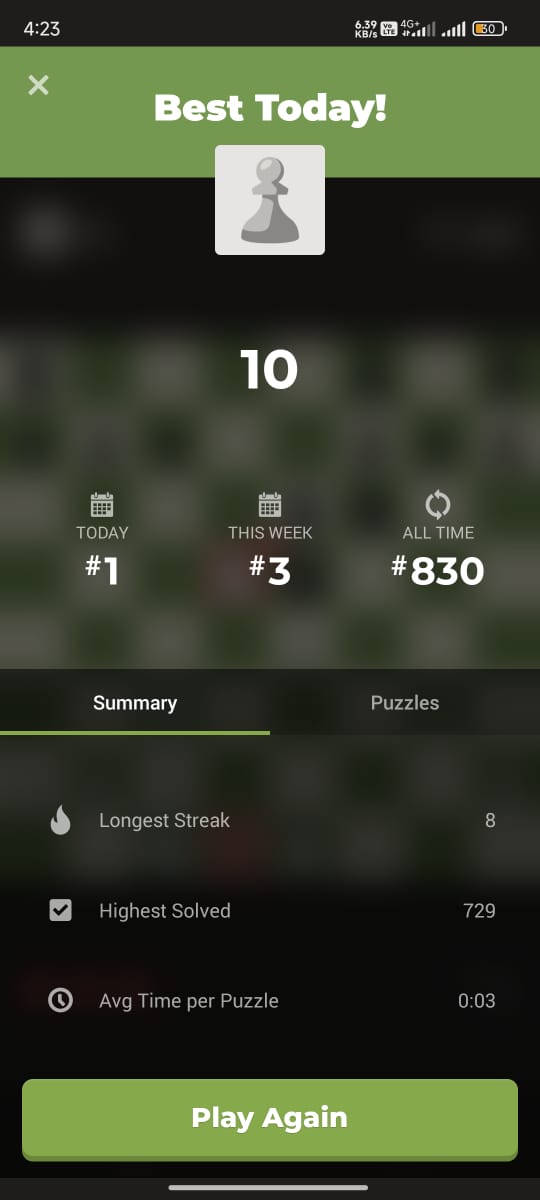 4:23
6.39 KB/s
Vo LTE
4G+
30
Best Today!
10
TODAY
#1
THIS WEEK
#3
ALL TIME
#830
Summary
Puzzles
Longest Streak 8
Highest Solved 729
Avg Time per Puzzle 0:03
Play Again